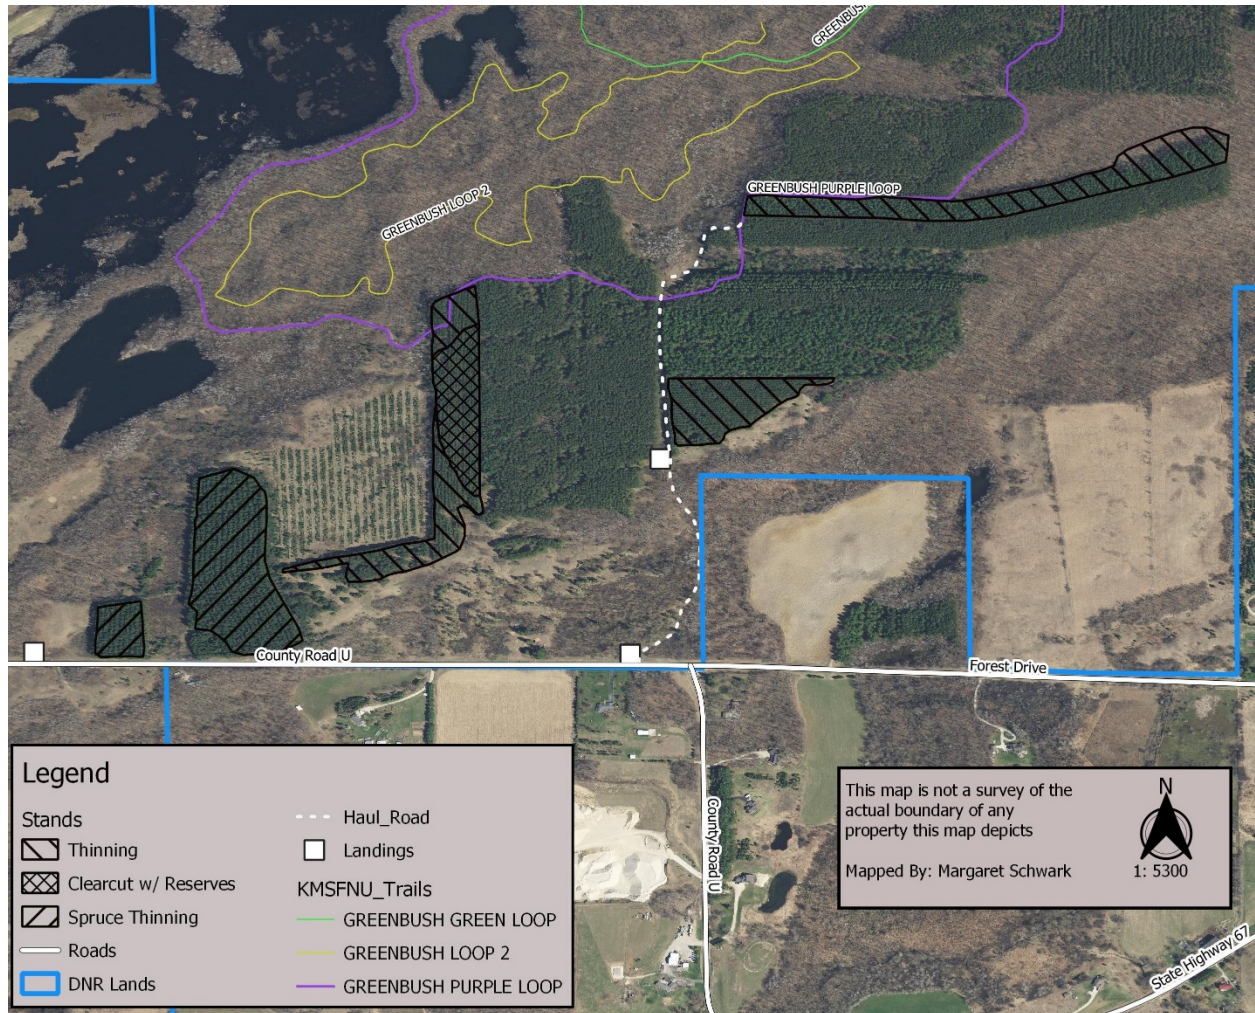 GREENBUSH
GREENBUSH LOOP 2
GREENBUSH PURPLE LOOP
County Road U
Forest Drive
County Road U
State Highway 67
Legend
Stands
Thinning
Clearcut w/ Reserves
Spruce Thinning
Roads
DNR Lands
Haul_Road
Landings
KMSFNU_Trails
GREENBUSH GREEN LOOP
GREENBUSH LOOP 2
GREENBUSH PURPLE LOOP
This map is not a survey of the
actual boundary of any
property this map depicts
Mapped By: Margaret Schwark
N
1: 5300